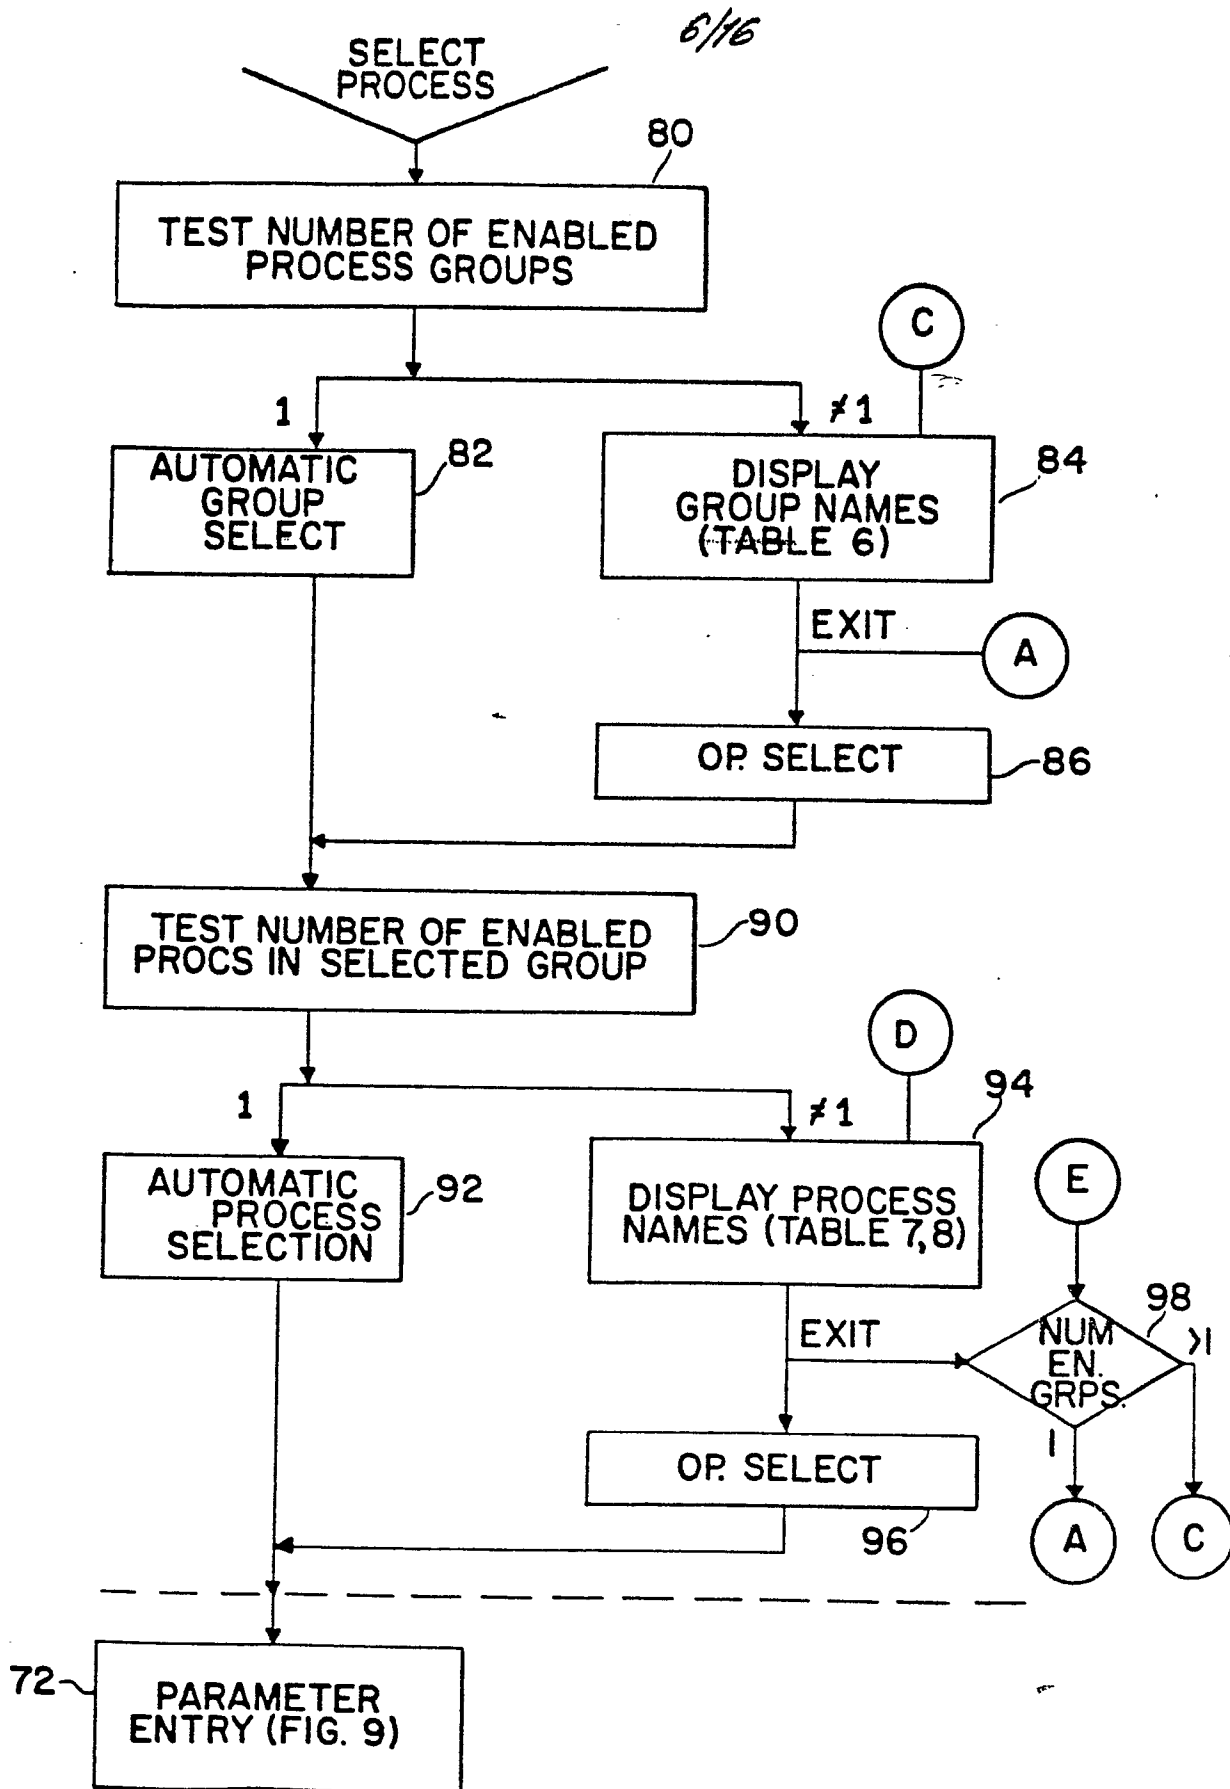 6/16
SELECT
PROCESS
80
TEST NUMBER OF ENABLED
PROCESS GROUPS
C
1
≠1
AUTOMATIC
GROUP
SELECT
82
DISPLAY
GROUP NAMES
(TABLE 6)
84
EXIT
A
OP. SELECT
86
TEST NUMBER OF ENABLED
PROCS IN SELECTED GROUP
90
D
1
≠1
94
AUTOMATIC
PROCESS
SELECTION
92
DISPLAY PROCESS
NAMES (TABLE 7,8)
E
EXIT
NUM
EN.
GRPS.
98
>1
1
OP. SELECT
96
A
C
72
PARAMETER
ENTRY (FIG. 9)